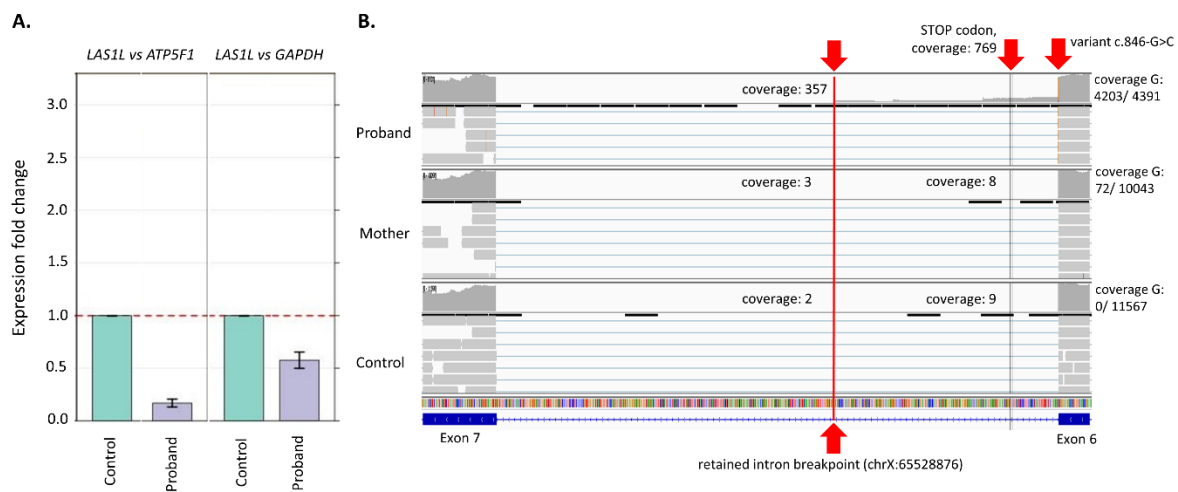 A.
LAS1L vs ATP5F1 LAS1L vs GAPDH
Expression fold change
3.0
2.5
2.0
1.5
1.0
0.5
0.0
Control
Proband
Control
Proband
B.
STOP codon,
coverage: 769
variant c.846-G>C
coverage: 357
coverage G:
4203/ 4391
Proband
coverage: 3
coverage: 8
coverage G:
72/ 10043
Mother
coverage: 2
coverage: 9
coverage G:
0/ 11567
Control
Exon 7
Exon 6
retained intron breakpoint (chrX:65528876)